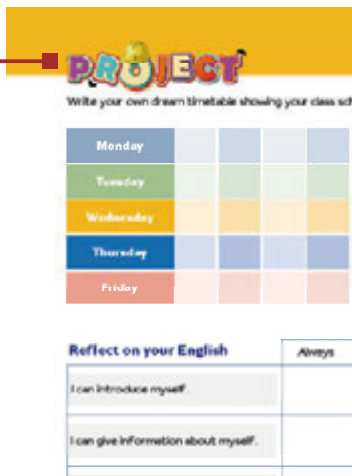 PROJECT
Write your own dream timetable showing your class sch
Monday
Tuesday
Wednesday
Thursday
Friday
Reflect on your English
Always
I can introduce myself.
I can give information about myself.